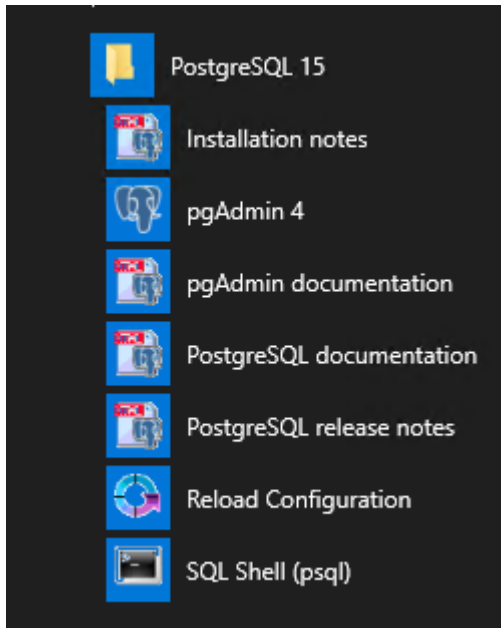 PostgreSQL 15
Installation notes
pgAdmin 4
pgAdmin documentation
PostgreSQL documentation
PostgreSQL release notes
Reload Configuration
SQL Shell (psql)